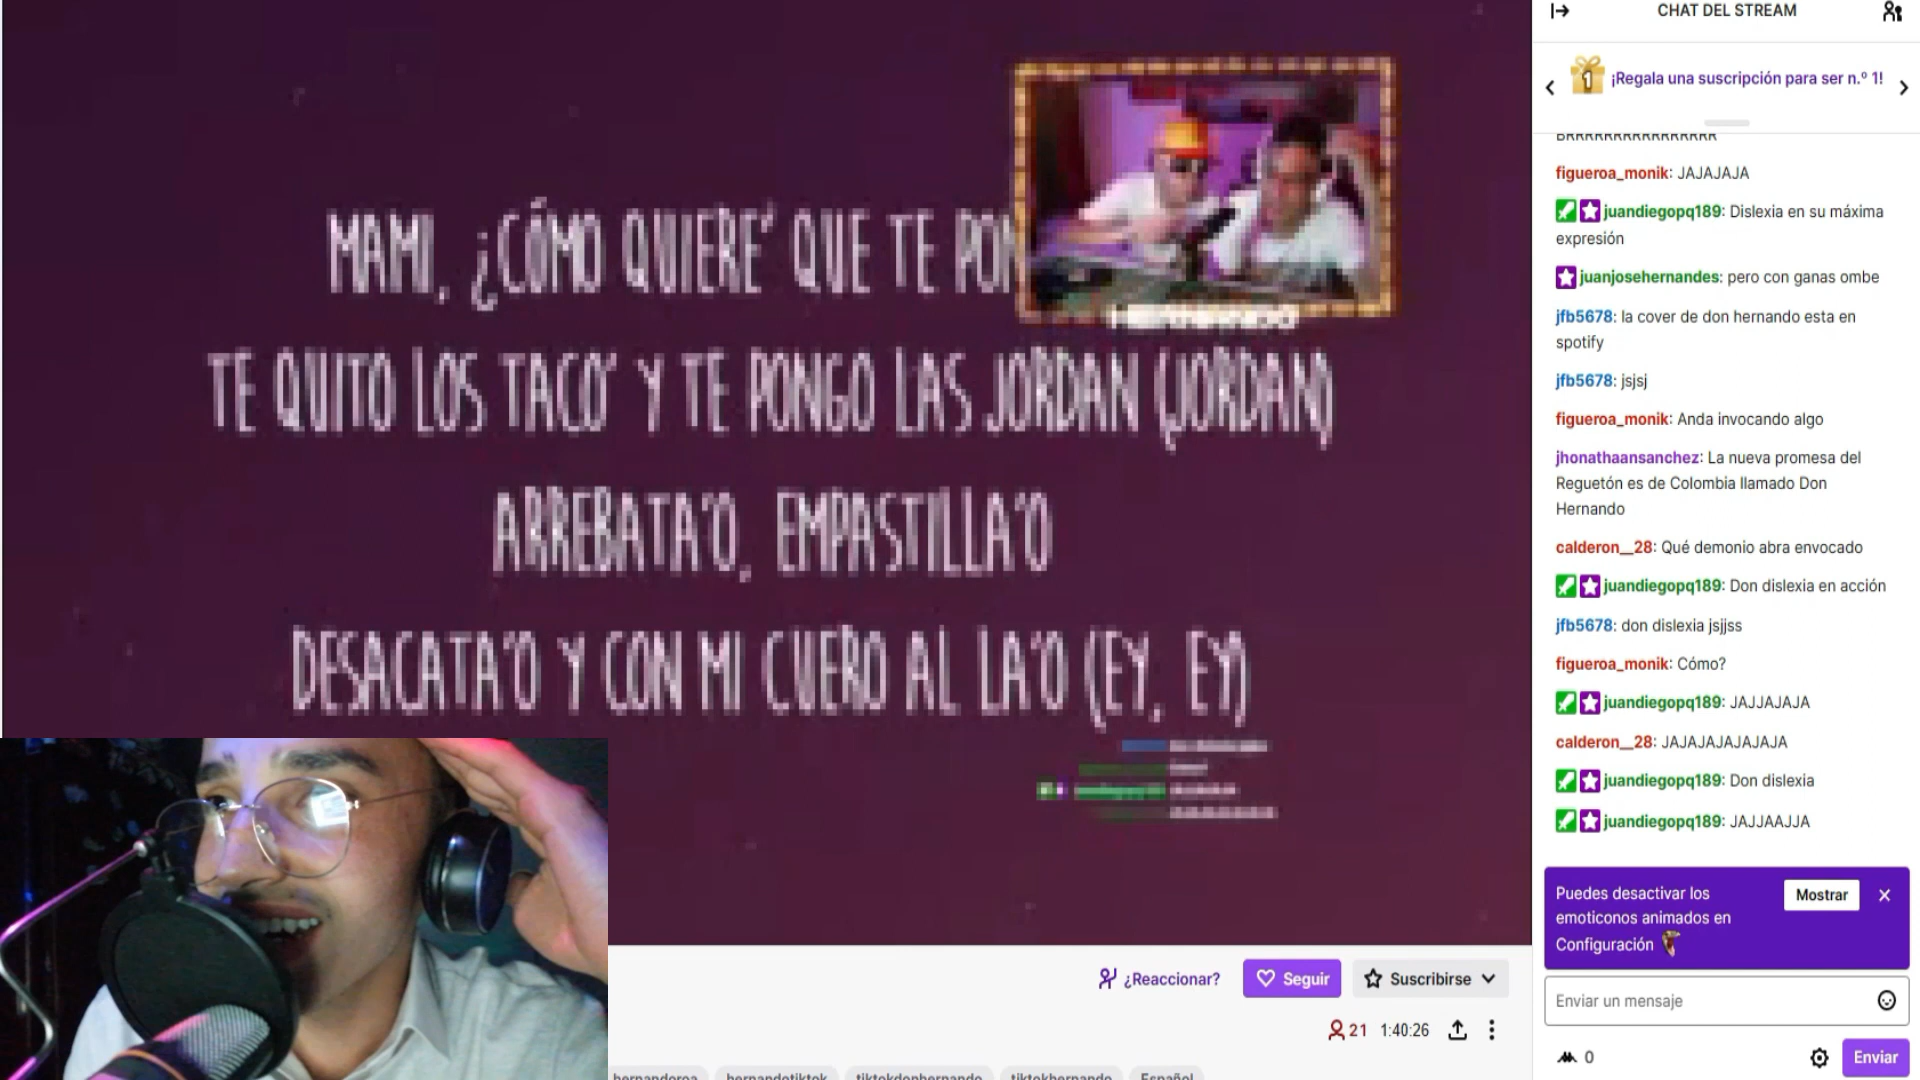 MAMI, ¿CÓMO QUIERE' QUE TE
TE QUITO LOS TACO' Y TE PONGO LAS JORDAN (JORDAN)
ARREBATA'O, EMPASTILLA'O
DESACATA'O Y CON MI CUERO AL LA'O (EY, EY)
¿Reaccionar?
Seguir
Suscribirse
21 1:40:26
hernandoroa
hernandotiktok
tiktokdonhernando
tiktokhernando
Español
CHAT DEL STREAM
1
¡Regala una suscripción para ser n.º 1!
BRRRRRRRRRRRRRRRR
figueroa_monik: JAJAJAJA
juandiegopq189: Dislexia en su máxima
expresión
juanjosehernandes: pero con ganas ombe
jfb5678: la cover de don hernando esta en
spotify
jfb5678: jsjsj
figueroa_monik: Anda invocando algo
jhonathaansanchez: La nueva promesa del
Reguetón es de Colombia llamado Don
Hernando
calderon__28: Qué demonio abra envocado
juandiegopq189: Don dislexia en acción
jfb5678: don dislexia jsjjss
figueroa_monik: Cómo?
juandiegopq189: JAJJAJAJA
calderon__28: JAJAJAJAJAJAJA
juandiegopq189: Don dislexia
juandiegopq189: JAJJAAJJA
Puedes desactivar los
emoticonos animados en
Configuración
Mostrar
Enviar un mensaje
0
Enviar